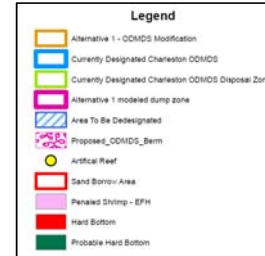 Legend
Alternative 1 - ODMDS Modification
Currently Designated Charleston ODMDS
Currently Designated Charleston ODMDS Disposal Zon
Alternative 1 modeled dump zone
Area To Be Dedesignated
Proposed_ODMDS_Berm
Artifical Reef
Sand Borrow Area
Penaied Shrimp - EFH
Hard Bottom
Probable Hard Bottom